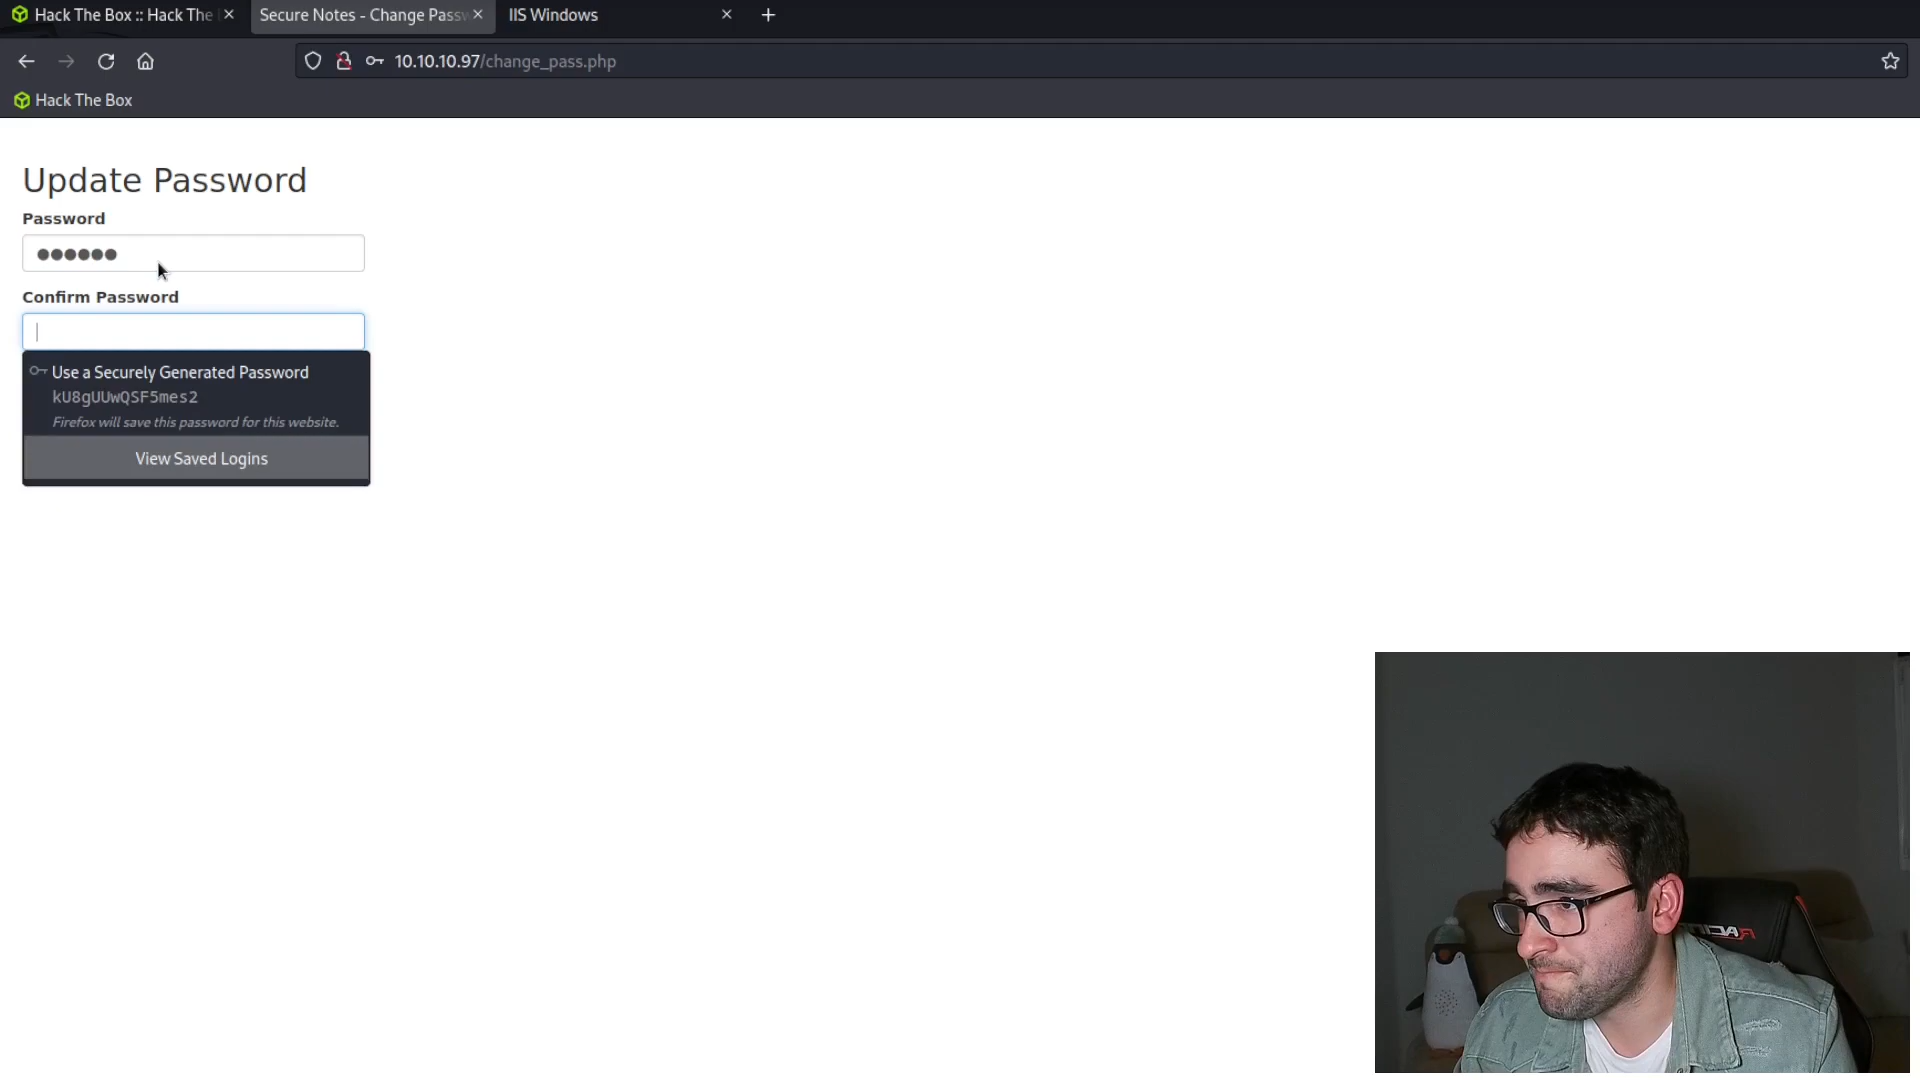 Hack The Box :: Hack The
Secure Notes - Change Passw
IIS Windows
10.10.10.97/change_pass.php
Hack The Box
Update Password
Password
Confirm Password
Use a Securely Generated Password
kU8gUUwQSF5mes2
Firefox will save this password for this website.
View Saved Logins